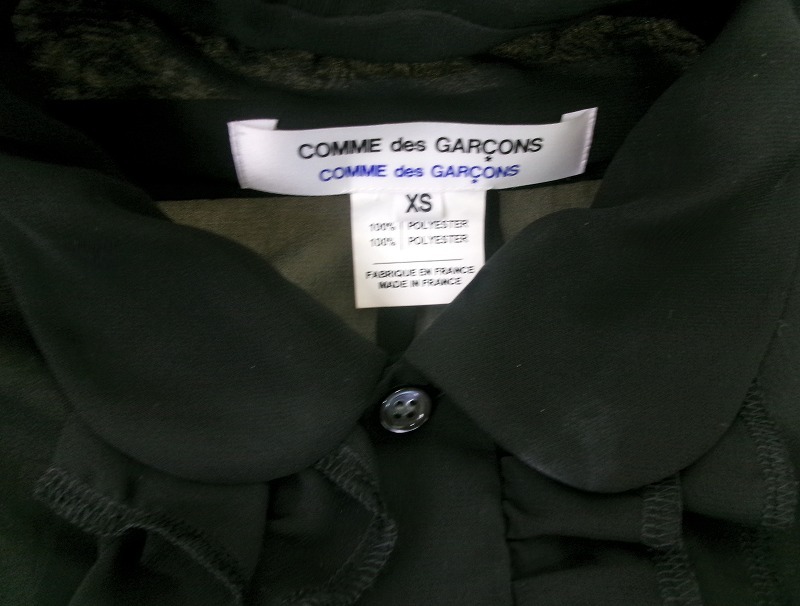 COMME des GARÇONS
COMME des GARÇONS
XS
100% POLYESTER
100% POLYESTER
FABRIQUE EN FRANCE
MADE IN FRANCE